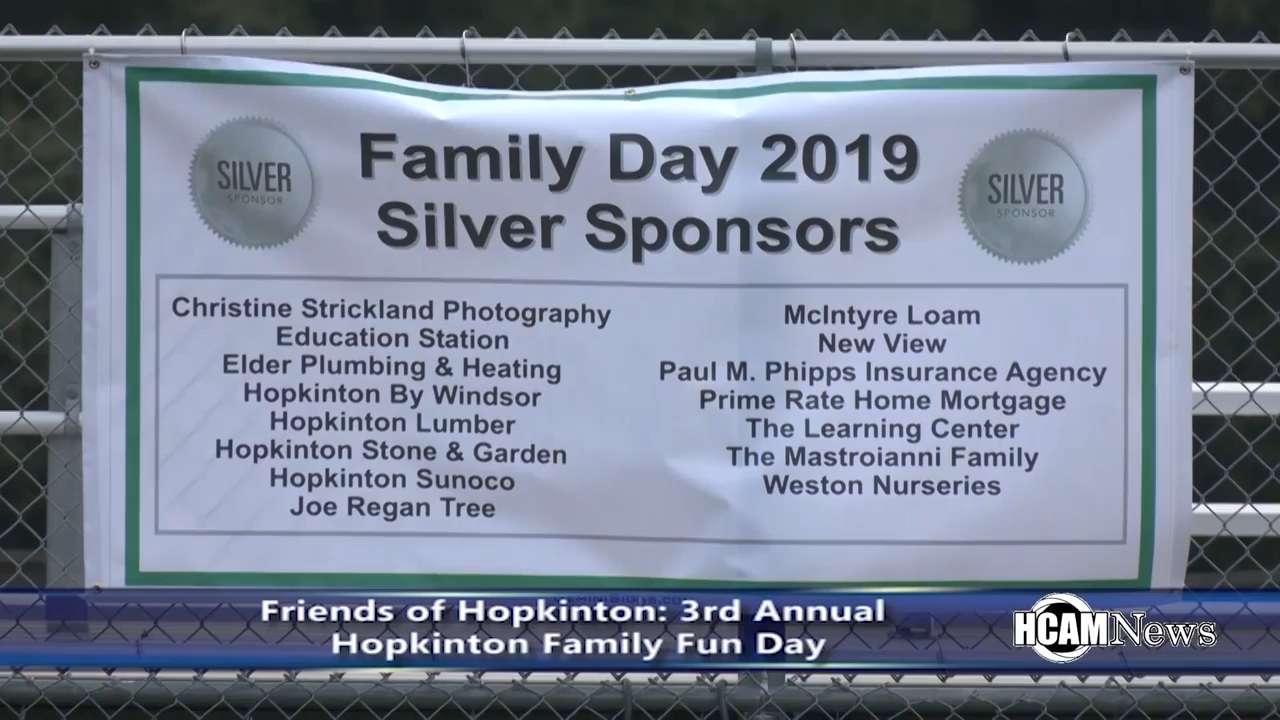 Family Day 2019
Silver Sponsors
SILVER
SPONSOR
SILVER
SPONSOR
Christine Strickland Photography
Education Station
Elder Plumbing & Heating
Hopkinton By Windsor
Hopkinton Lumber
Hopkinton Stone & Garden
Hopkinton Sunoco
Joe Regan Tree
McIntyre Loam
New View
Paul M. Phipps Insurance Agency
Prime Rate Home Mortgage
The Learning Center
The Mastroianni Family
Weston Nurseries
Friends of Hopkinton: 3rd Annual
Hopkinton Family Fun Day
HCAM News